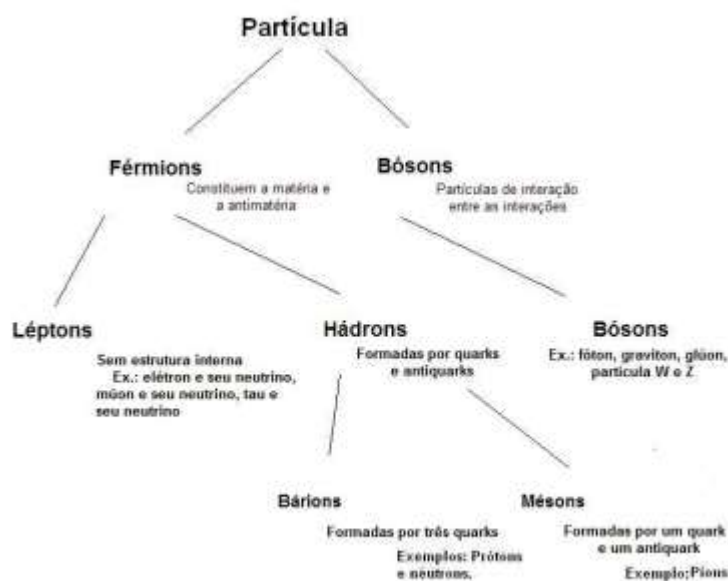 Partícula
Férmions
Constituem a matéria e
a antimatéria
Bósons
Partículas de interação
entre as interações
Léptons
Sem estrutura interna
Ex.: elétron e seu neutrino,
múon e seu neutrino, tau e
seu neutrino
Hádrons
Formadas por quarks
e antiquarks
Bósons
Ex.: fóton, graviton, glúon,
partícula W e Z
Bárions
Formadas por três quarks
Exemplos: Prótons
e nêutrons,
Mésons
Formadas por um quark
e um antiquark
Exemplo:Píons